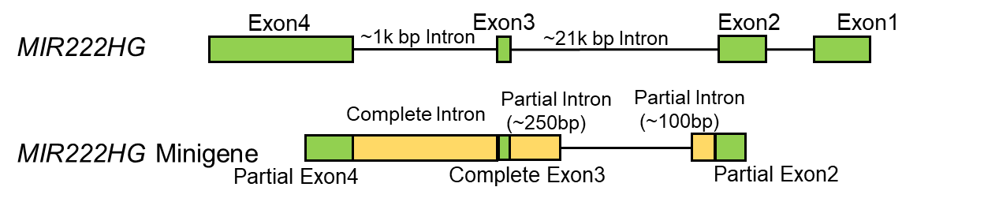 Exon4 Exon3 Exon2 Exon1
MIR222HG ~1k bp Intron ~21k bp Intron
Complete Intron Partial Intron (~250bp) Partial Intron (~100bp)
MIR222HG Minigene
Partial Exon4 Complete Exon3 Partial Exon2